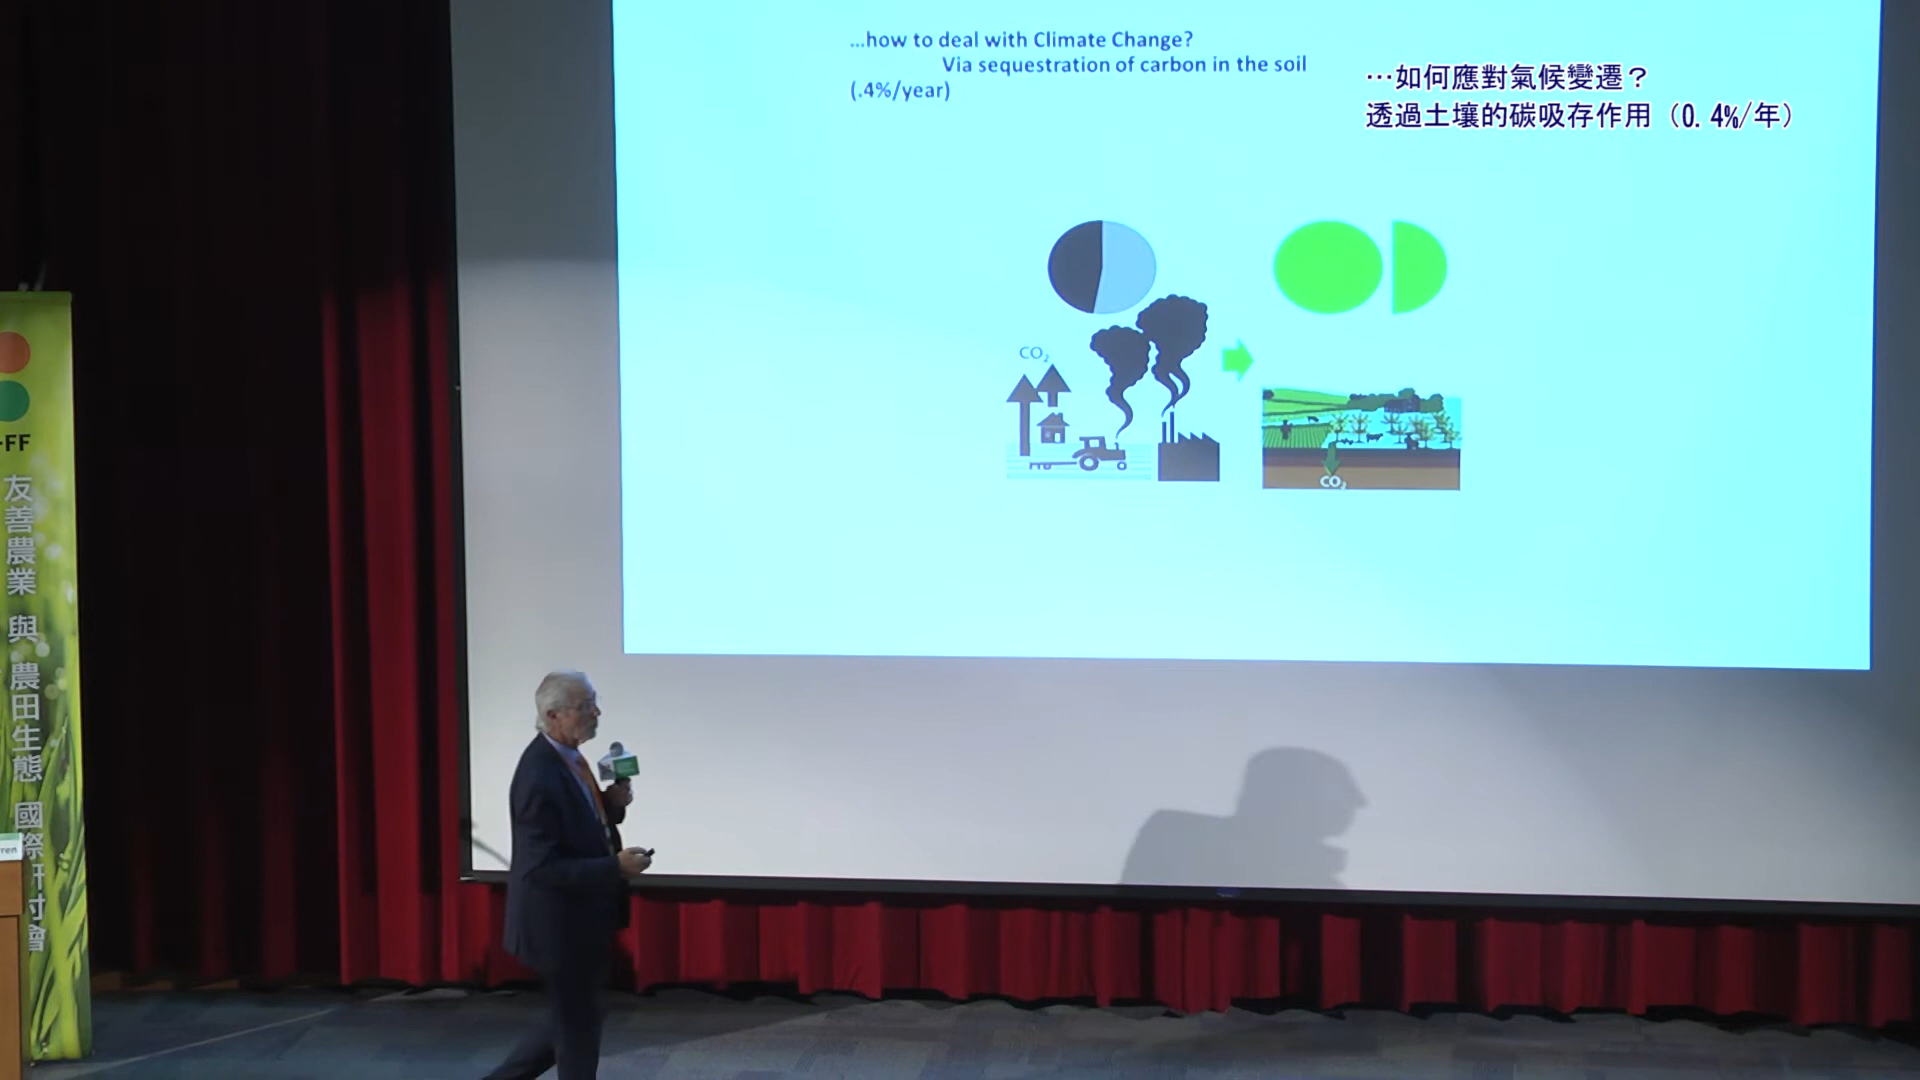 ...how to deal with Climate Change?
Via sequestration of carbon in the soil
(.4%/year)
…如何應對氣候變遷？
透過土壤的碳吸存作用（0.4%/年）
CO₂
CO₂
-FF
友善農業 與 農田生態 國際研討會
ren